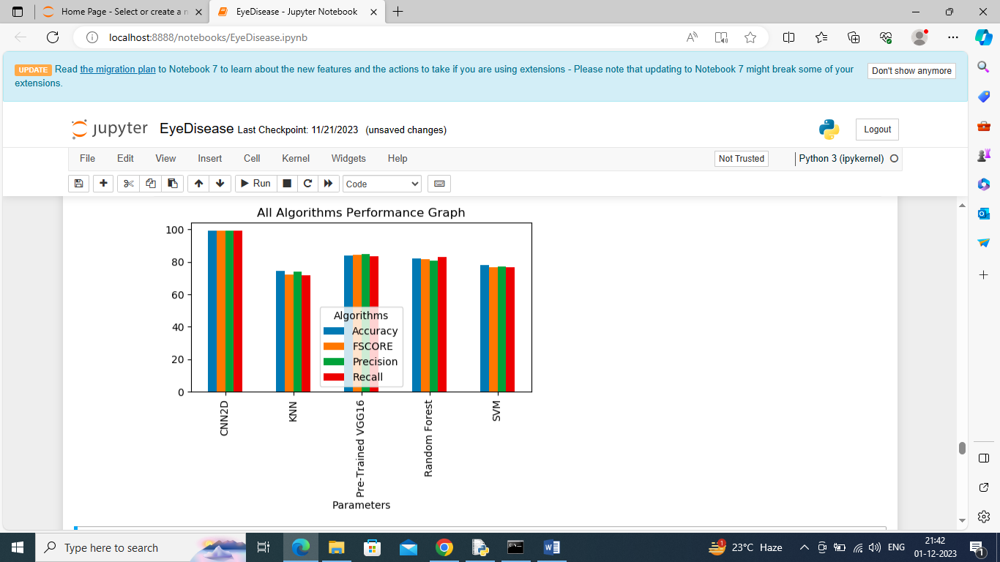 Home Page - Select or create a n
EyeDisease - Jupyter Notebook
localhost:8888/notebooks/EyeDisease.ipynb
UPDATE Read the migration plan to Notebook 7 to learn about the new features and the actions to take if you are using extensions - Please note that updating to Notebook 7 might break some of your
extensions.
Don't show anymore
jupyter EyeDisease Last Checkpoint: 11/21/2023 (unsaved changes)
Logout
File Edit View Insert Cell Kernel Widgets Help
Not Trusted
Python 3 (ipykernel)
Run
Code
All Algorithms Performance Graph
100
80
60
40
20
0
Algorithms
Accuracy
FSCORE
Precision
Recall
CNN2D
KNN
Pre-Trained VGG16
Random Forest
SVM
Parameters
Type here to search
1
23°C Haze
ENG
21:42
01-12-2023
1